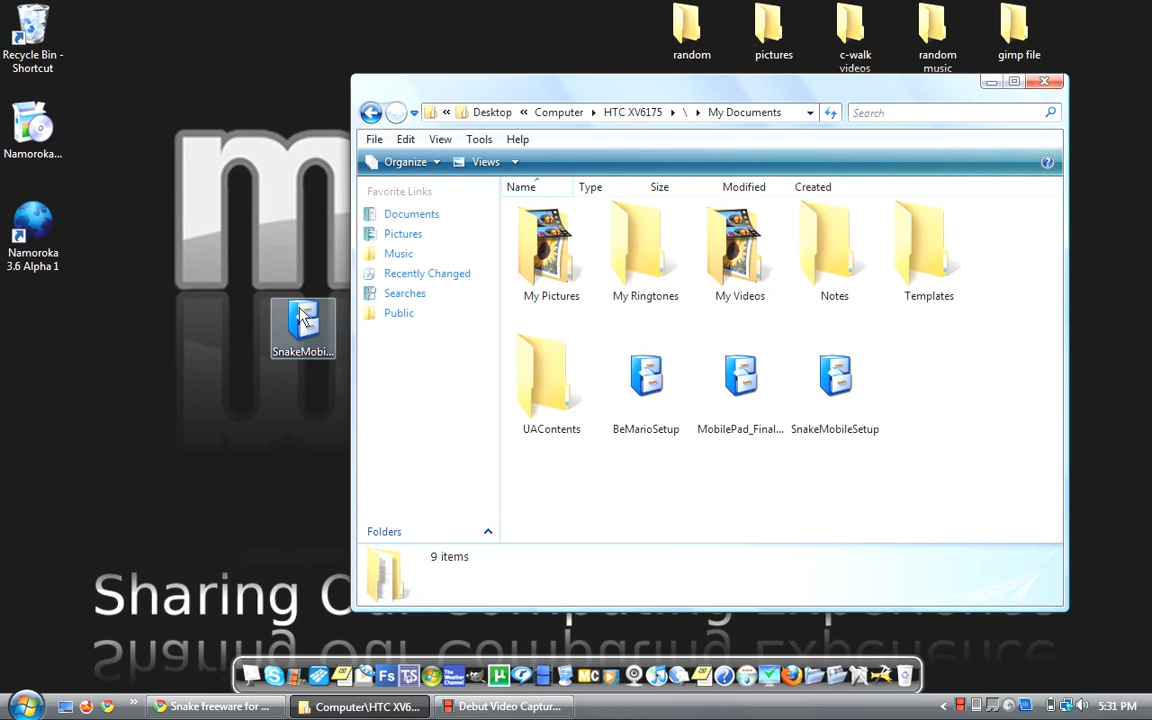 Recycle Bin -
Shortcut
random
pictures
c-walk
videos
random
music
gimp file
Namoroka...
Namoroka
3.6 Alpha 1
SnakeMobi...
« Desktop « Computer HTC XV6175 \ My Documents
Search
File Edit View Tools Help
Organize Views
Favorite Links
Documents
Pictures
Music
Recently Changed
Searches
Public
Folders
Name Type Size Modified Created
My Pictures My Ringtones My Videos Notes Templates
UAContents BeMarioSetup MobilePad_Final... SnakeMobileSetup
9 items
m
Sharing
Fs TS MC
Snake freeware for ... Computer\HTC XV6... Debut Video Captur...
5:31 PM